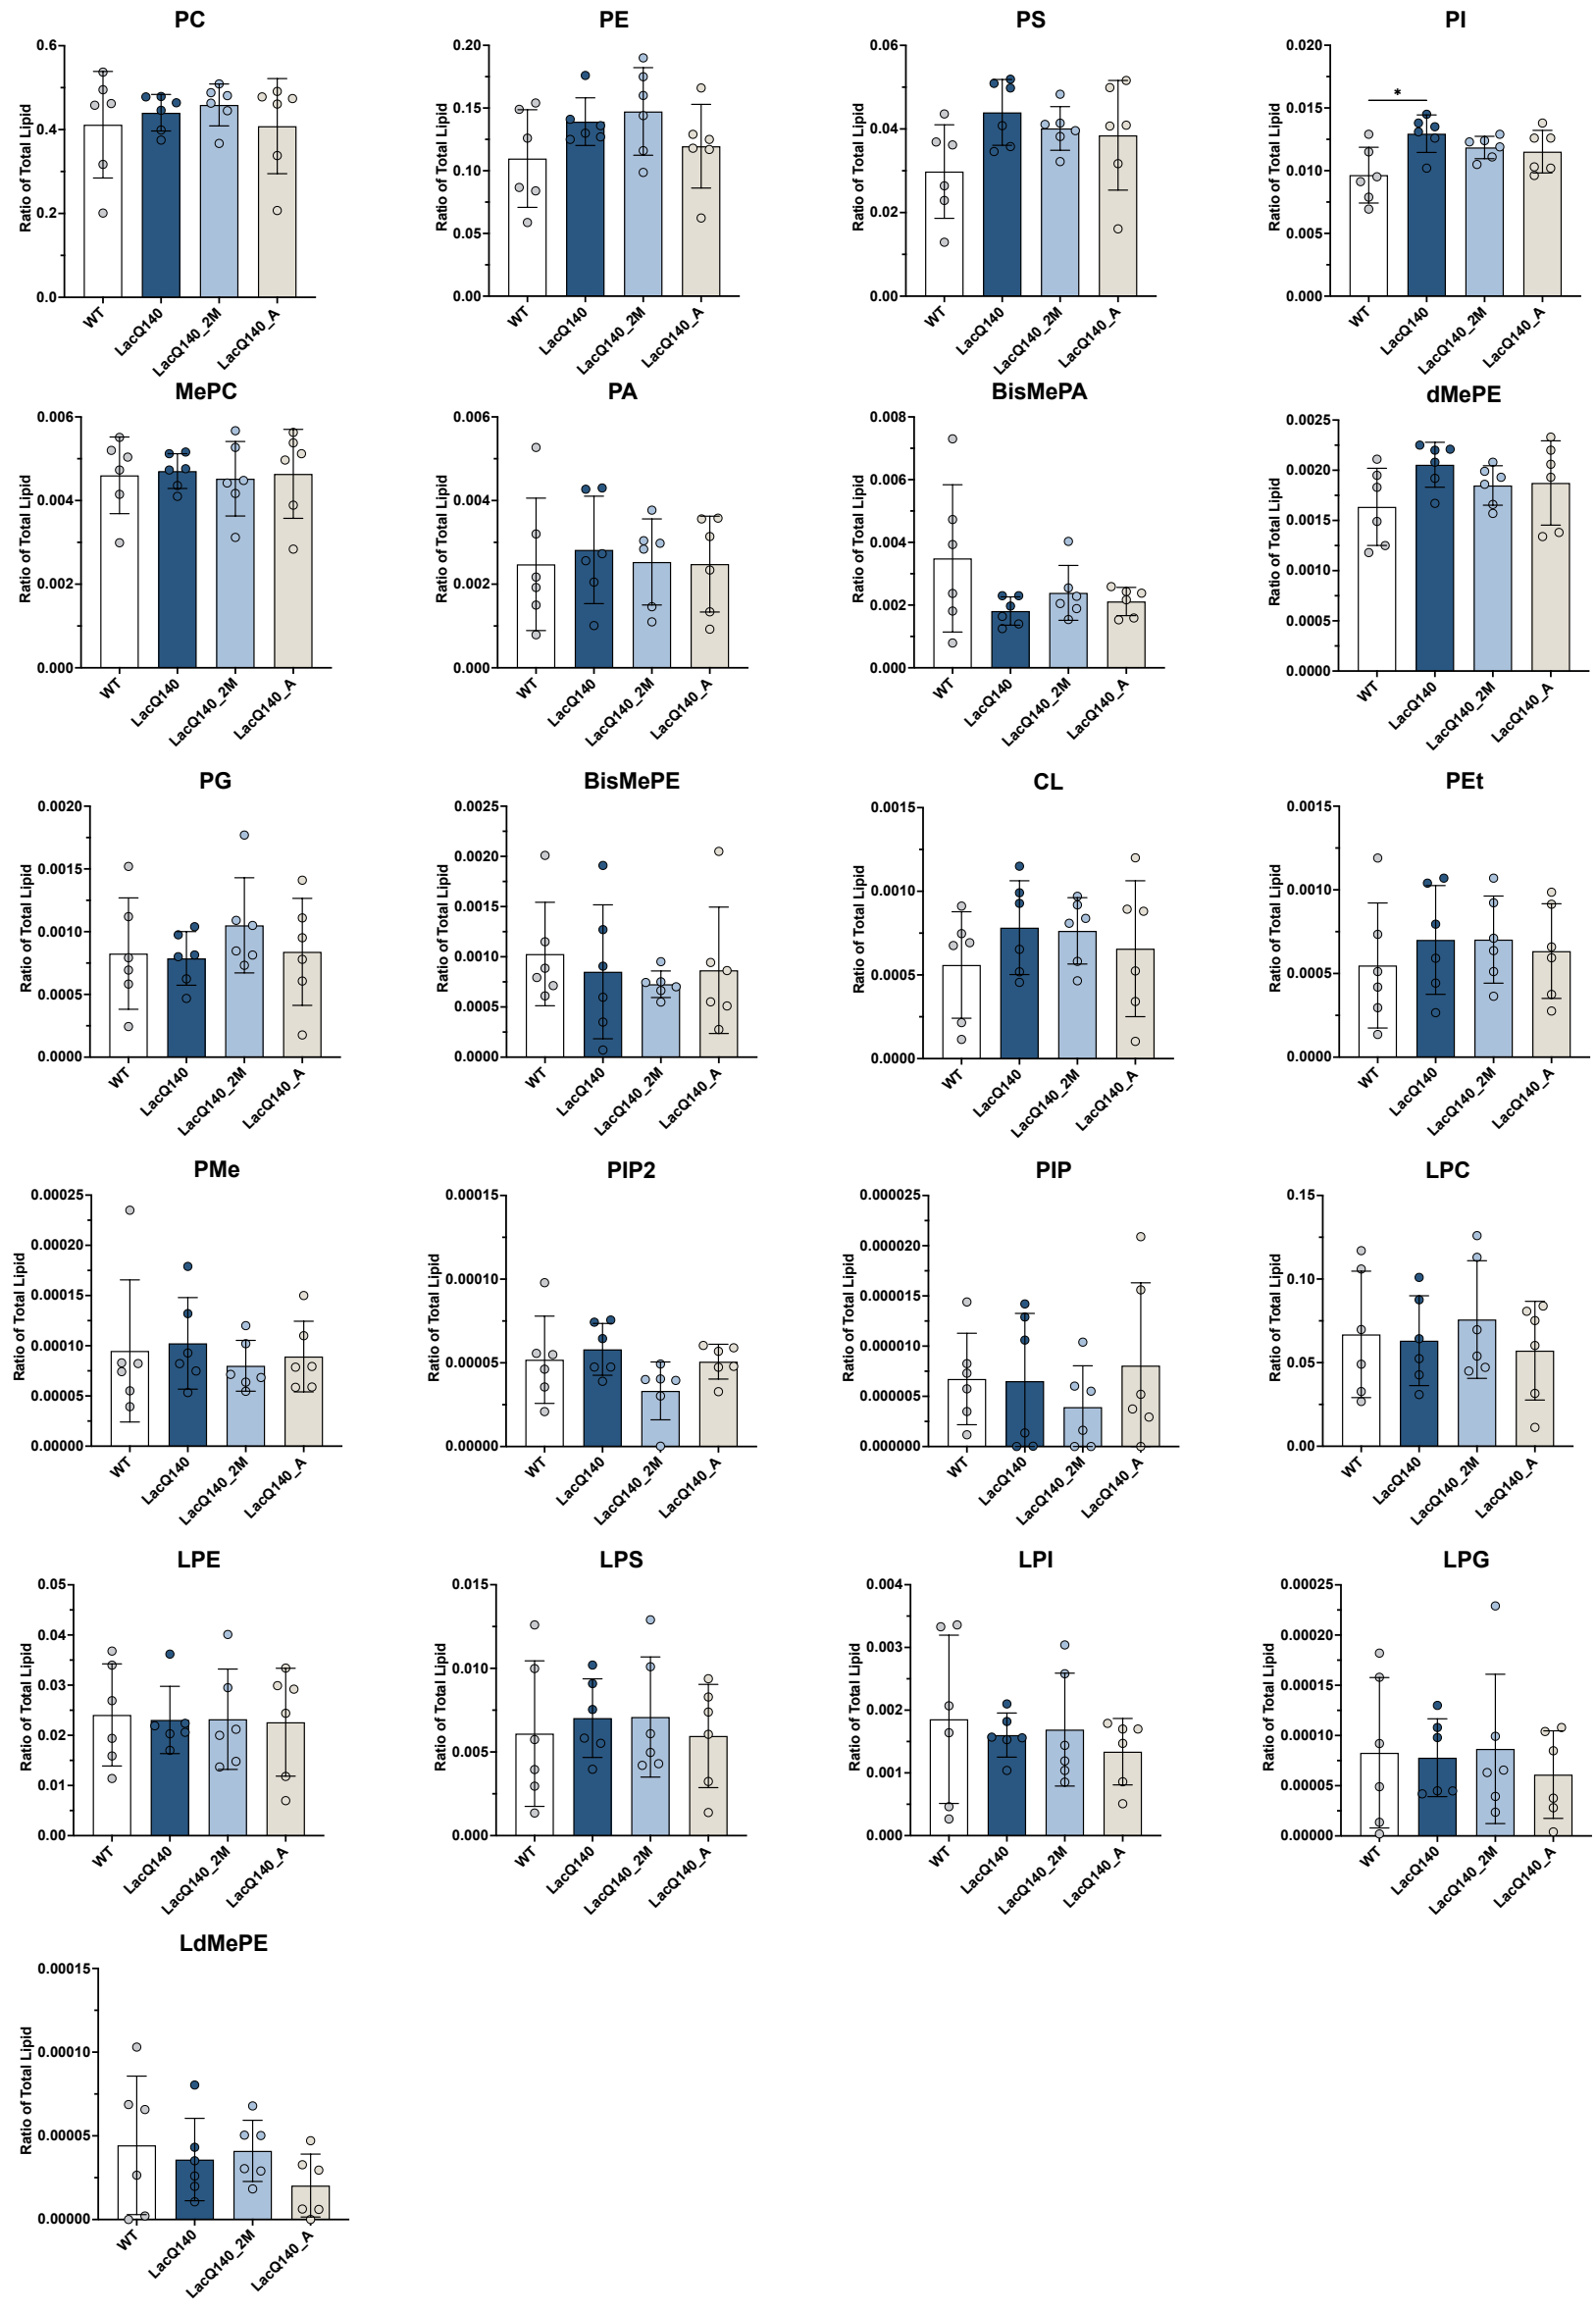 PC
Ratio of Total Lipid
0.6
0.4
0.2
0.0
WT
LacQ140
LacQ140_2M
LacQ140_A
PE
Ratio of Total Lipid
0.20
0.15
0.10
0.05
0.00
WT
LacQ140
LacQ140_2M
LacQ140_A
PS
Ratio of Total Lipid
0.06
0.04
0.02
0.00
WT
LacQ140
LacQ140_2M
LacQ140_A
PI
Ratio of Total Lipid
0.020
0.015
0.010
0.005
0.000
*
WT
LacQ140
LacQ140_2M
LacQ140_A
MePC
Ratio of Total Lipid
0.006
0.004
0.002
0.000
WT
LacQ140
LacQ140_2M
LacQ140_A
PA
Ratio of Total Lipid
0.006
0.004
0.002
0.000
WT
LacQ140
LacQ140_2M
LacQ140_A
BisMePA
Ratio of Total Lipid
0.008
0.006
0.004
0.002
0.000
WT
LacQ140
LacQ140_2M
LacQ140_A
dMePE
Ratio of Total Lipid
0.0025
0.0020
0.0015
0.0010
0.0005
0.0000
WT
LacQ140
LacQ140_2M
LacQ140_A
PG
Ratio of Total Lipid
0.0020
0.0015
0.0010
0.0005
0.0000
WT
LacQ140
LacQ140_2M
LacQ140_A
BisMePE
Ratio of Total Lipid
0.0025
0.0020
0.0015
0.0010
0.0005
0.0000
WT
LacQ140
LacQ140_2M
LacQ140_A
CL
Ratio of Total Lipid
0.0015
0.0010
0.0005
0.0000
WT
LacQ140
LacQ140_2M
LacQ140_A
PEt
Ratio of Total Lipid
0.0015
0.0010
0.0005
0.0000
WT
LacQ140
LacQ140_2M
LacQ140_A
PMe
Ratio of Total Lipid
0.00025
0.00020
0.00015
0.00010
0.00005
0.00000
WT
LacQ140
LacQ140_2M
LacQ140_A
PIP2
Ratio of Total Lipid
0.00015
0.00010
0.00005
0.00000
WT
LacQ140
LacQ140_2M
LacQ140_A
PIP
Ratio of Total Lipid
0.000025
0.000020
0.000015
0.000010
0.000005
0.000000
WT
LacQ140
LacQ140_2M
LacQ140_A
LPC
Ratio of Total Lipid
0.15
0.10
0.05
0.00
WT
LacQ140
LacQ140_2M
LacQ140_A
LPE
Ratio of Total Lipid
0.05
0.04
0.03
0.02
0.01
0.00
WT
LacQ140
LacQ140_2M
LacQ140_A
LPS
Ratio of Total Lipid
0.015
0.010
0.005
0.000
WT
LacQ140
LacQ140_2M
LacQ140_A
LPI
Ratio of Total Lipid
0.004
0.003
0.002
0.001
0.000
WT
LacQ140
LacQ140_2M
LacQ140_A
LPG
Ratio of Total Lipid
0.00025
0.00020
0.00015
0.00010
0.00005
0.00000
WT
LacQ140
LacQ140_2M
LacQ140_A
LdMePE
Ratio of Total Lipid
0.00015
0.00010
0.00005
0.00000
WT
LacQ140
LacQ140_2M
LacQ140_A